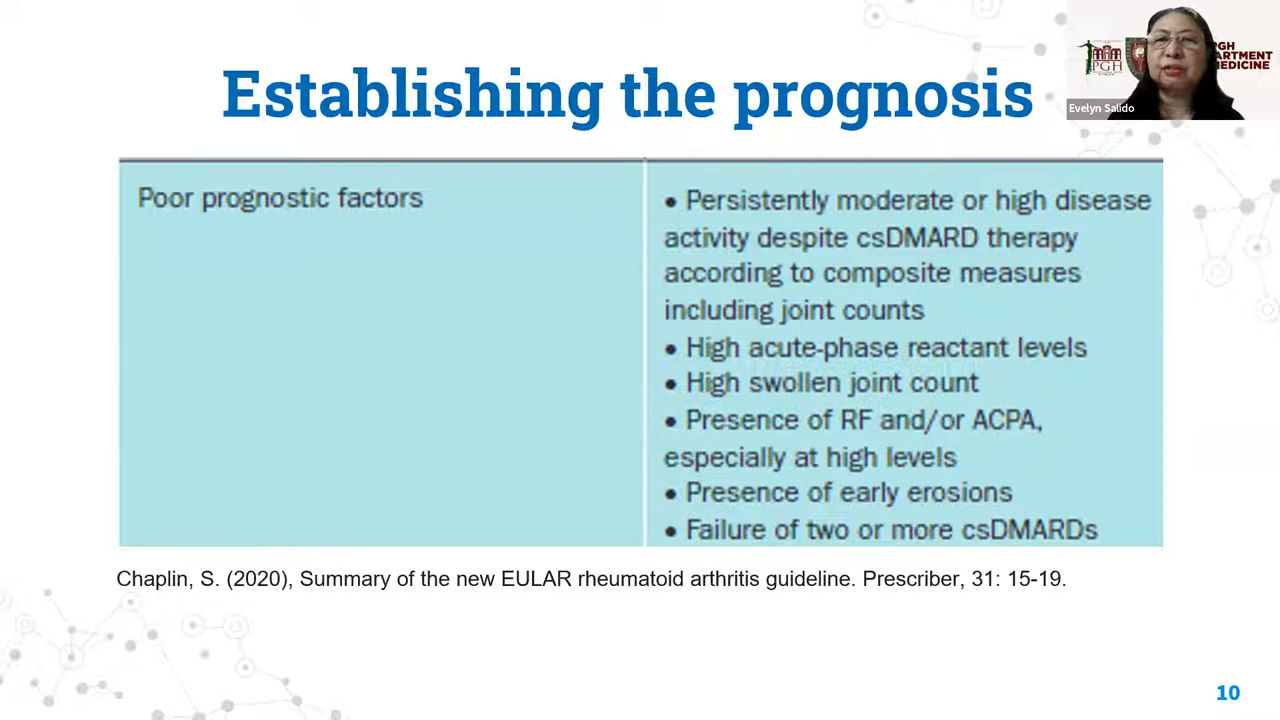 Establishing the prognosis
PGH
PGH
DEPARTMENT
MEDICINE
Evelyn Salido
Poor prognostic factors
• Persistently moderate or high disease
activity despite csDMARD therapy
according to composite measures
including joint counts
• High acute-phase reactant levels
• High swollen joint count
• Presence of RF and/or ACPA,
especially at high levels
• Presence of early erosions
• Failure of two or more csDMARDs
Chaplin, S. (2020), Summary of the new EULAR rheumatoid arthritis guideline. Prescriber, 31: 15-19.
10